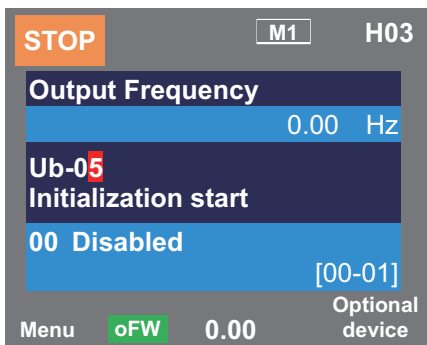 STOP M1 H03
Output Frequency
0.00 Hz
Ub-05
Initialization start
00 Disabled
[00-01]
Menu oFW 0.00 Optional device